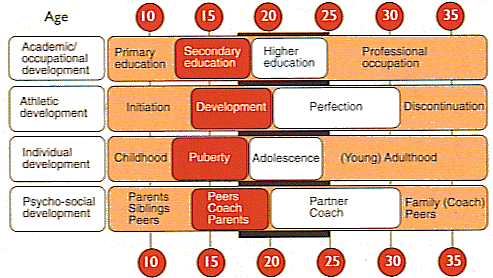 Age
10 15 20 25 30 35
Academic/
occupational
development
Primary
education
Secondary
education
Higher
education
Professional
occupation
Athletic
development
Initiation
Development
Perfection
Discontinuation
Individual
development
Childhood
Puberty
Adolescence
(Young) Adulthood
Psycho-social
development
Parents
Siblings
Peers
Peers
Coach
Parents
Partner
Coach
Family (Coach)
Peers
10 15 20 25 30 35